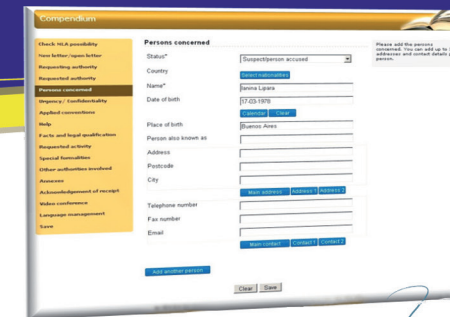 Compendium
Check MLA possibility
New letter/open letter
Requesting authority
Requested authority
Persons concerned
Urgency/ Confidentiality
Applied conventions
Help
Facts and legal qualification
Requested activity
Special formalities
Other authorities involved
Annexes
Acknowledgement of receipt
Video conference
Language management
Save
Persons concerned
Status* Suspect/person accused
Country Select nationalities
Name* Ianina Lipara
Date of birth 17-03-1979
Calendar Clear
Place of birth Buenos Aires
Person also known as
Address
Postcode
City
Main address Address 1 Address 2
Telephone number
Fax number
Email
Main contact Contact 1 Contact 2
Add another person
Clear Save
Please add the persons
concerned. You can add up to
addresses and contact details
person.